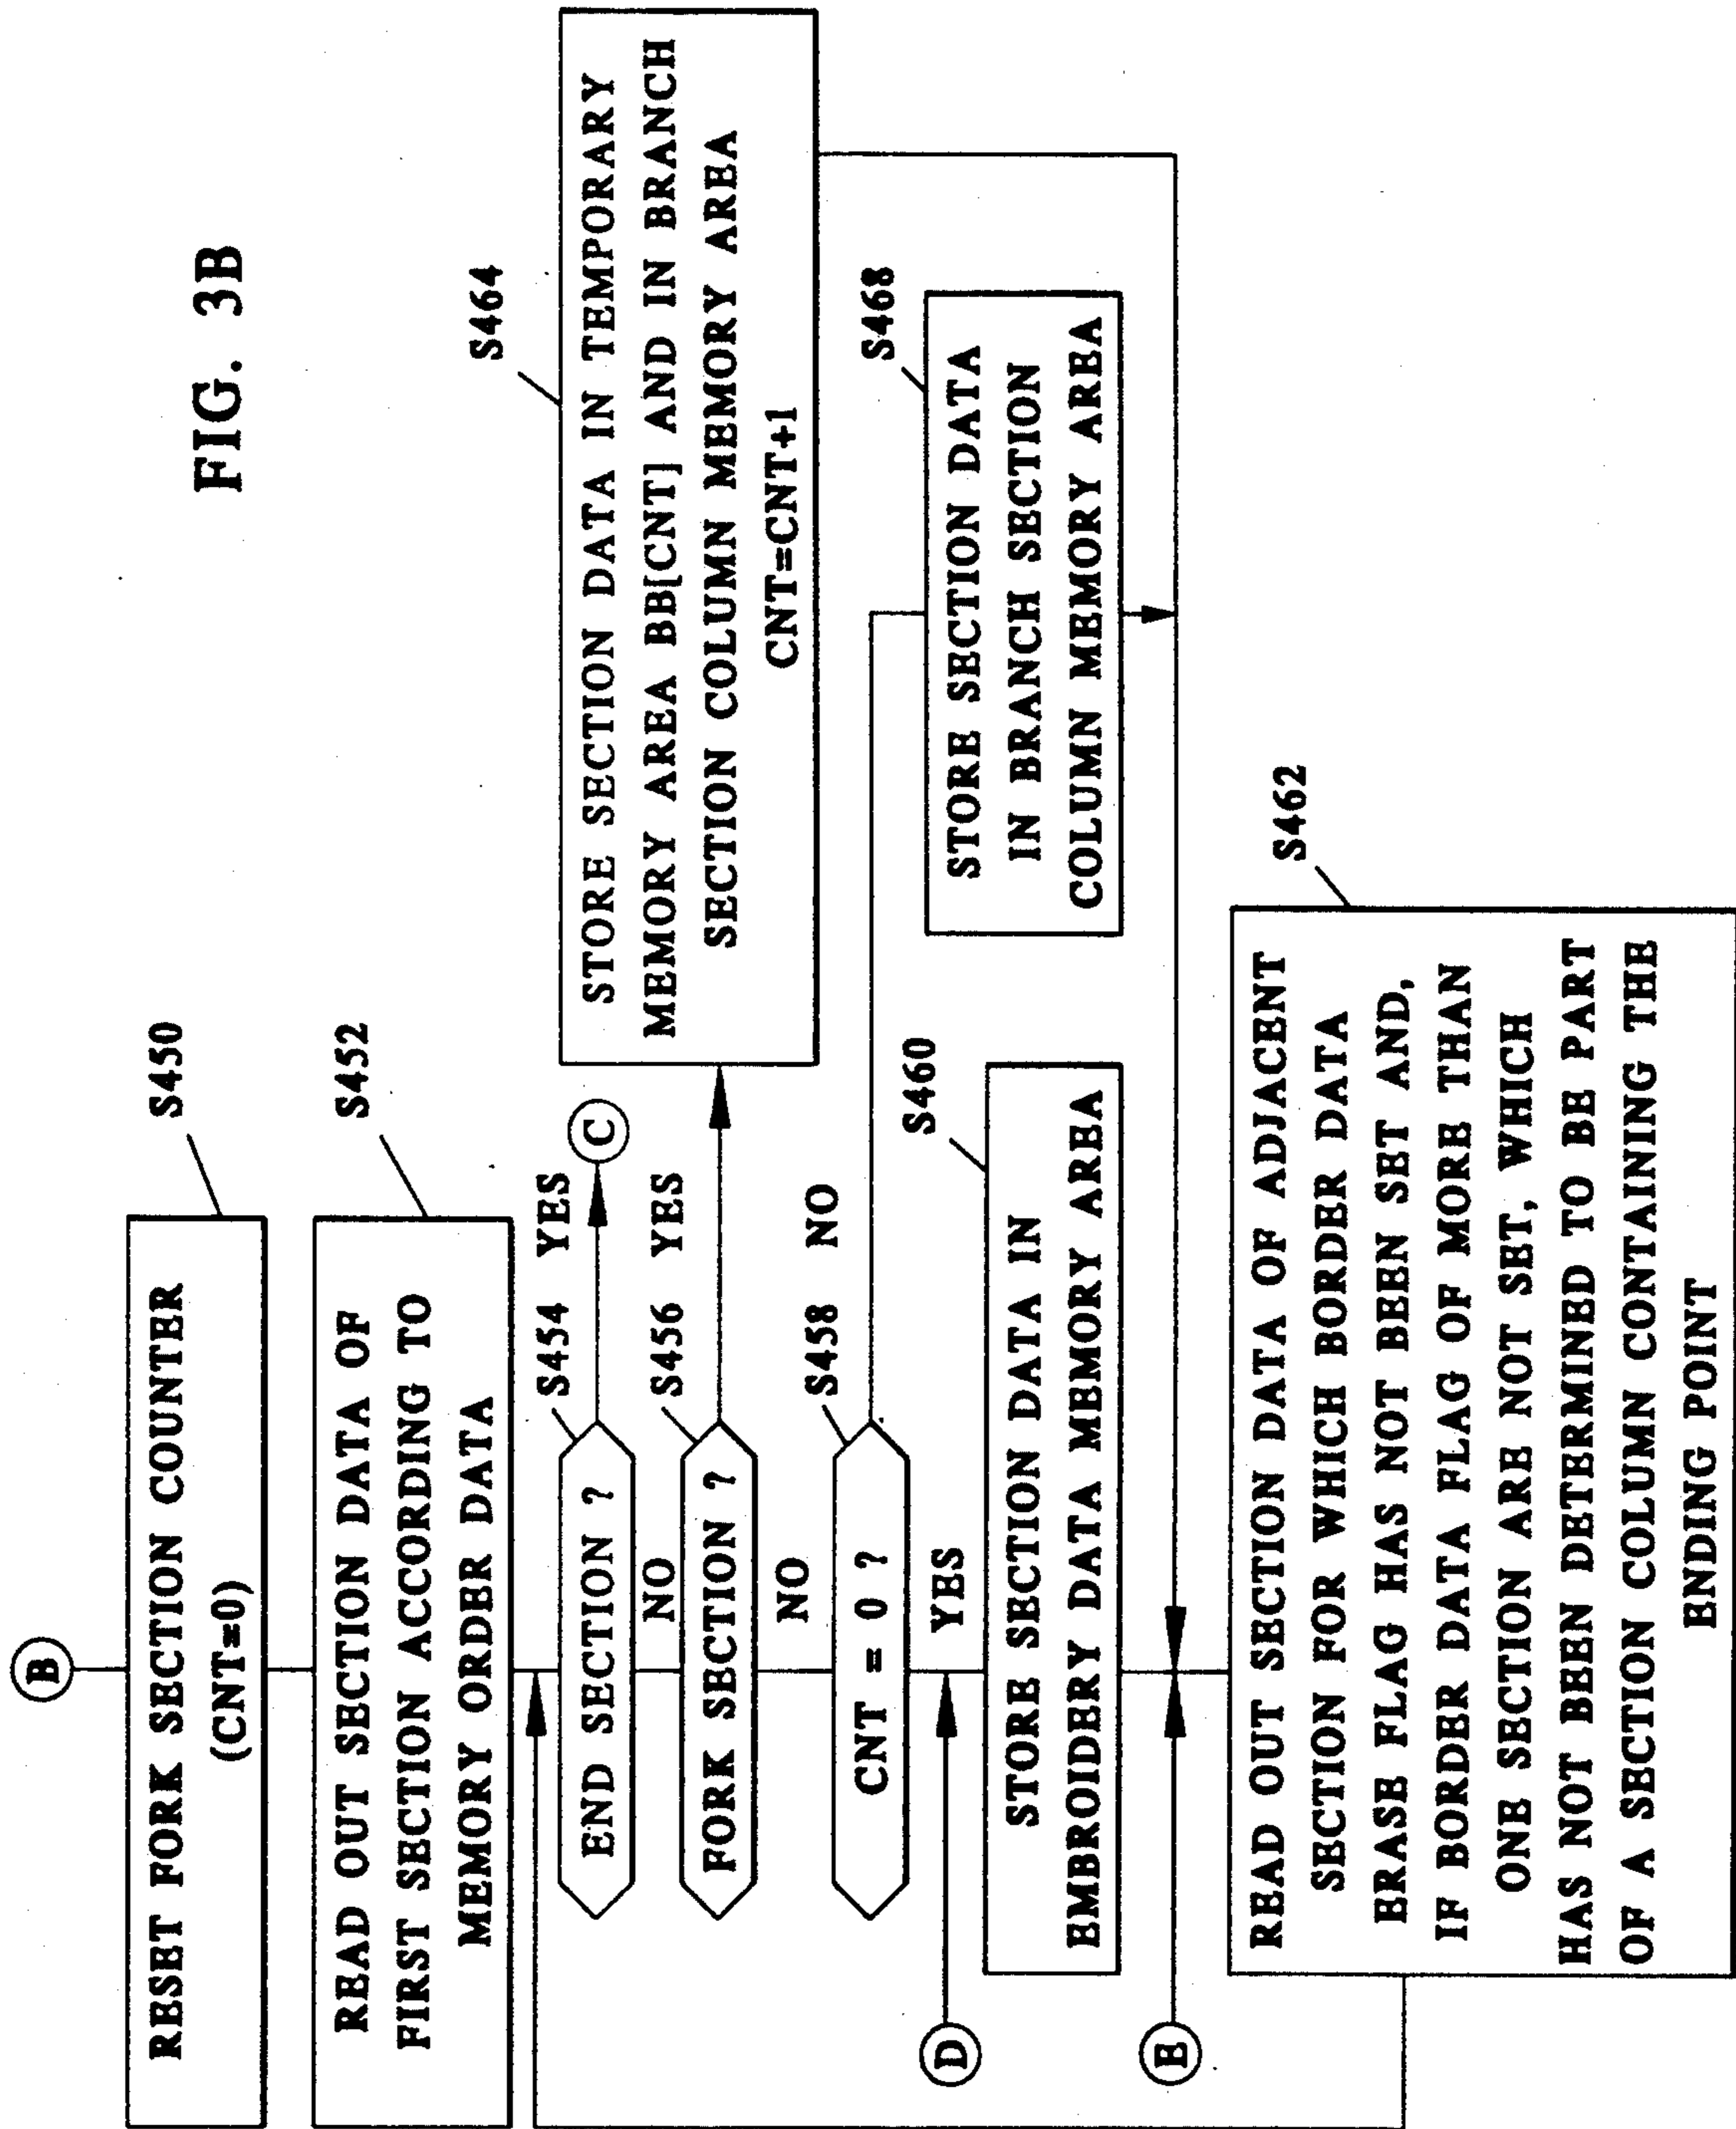 FIG. 3B
B
S450
RESET FORK SECTION COUNTER
(CNT=0)
S452
READ OUT SECTION DATA OF
FIRST SECTION ACCORDING TO
MEMORY ORDER DATA
S454 YES
END SECTION ?
C
NO
S456 YES
FORK SECTION ?
S464
STORE SECTION DATA IN TEMPORARY
MEMORY AREA BB[CNT] AND IN BRANCH
SECTION COLUMN MEMORY AREA
CNT=CNT+1
NO
S458 NO
CNT = 0 ?
S468
STORE SECTION DATA
IN BRANCH SECTION
COLUMN MEMORY AREA
YES
D
S460
STORE SECTION DATA IN
EMBROIDERY DATA MEMORY AREA
E
S462
READ OUT SECTION DATA OF ADJACENT
SECTION FOR WHICH BORDER DATA
ERASE FLAG HAS NOT BEEN SET AND,
IF BORDER DATA FLAG OF MORE THAN
ONE SECTION ARE NOT SET, WHICH
HAS NOT BEEN DETERMINED TO BE PART
OF A SECTION COLUMN CONTAINING THE
ENDING POINT